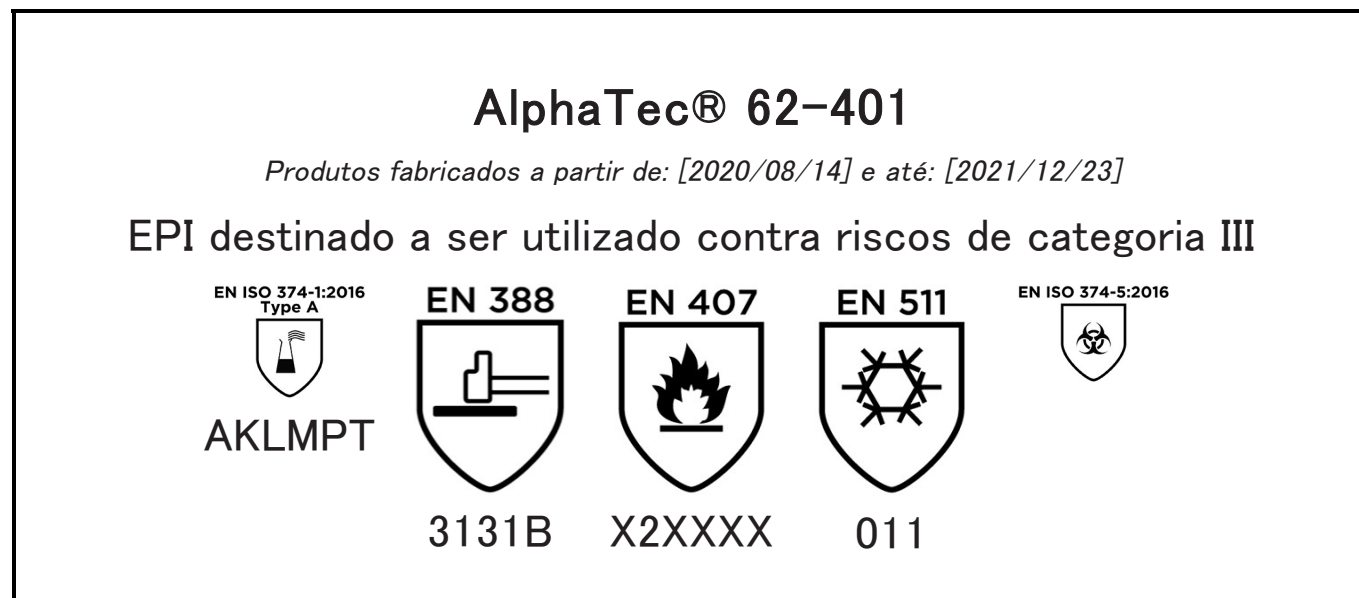 AlphaTec® 62-401
Produtos fabricados a partir de: [2020/08/14] e até: [2021/12/23]
EPI destinado a ser utilizado contra riscos de categoria III
EN ISO 374-1:2016
Type A
AKLMPT
EN 388
3131B
EN 407
X2XXXX
EN 511
011
EN ISO 374-5:2016